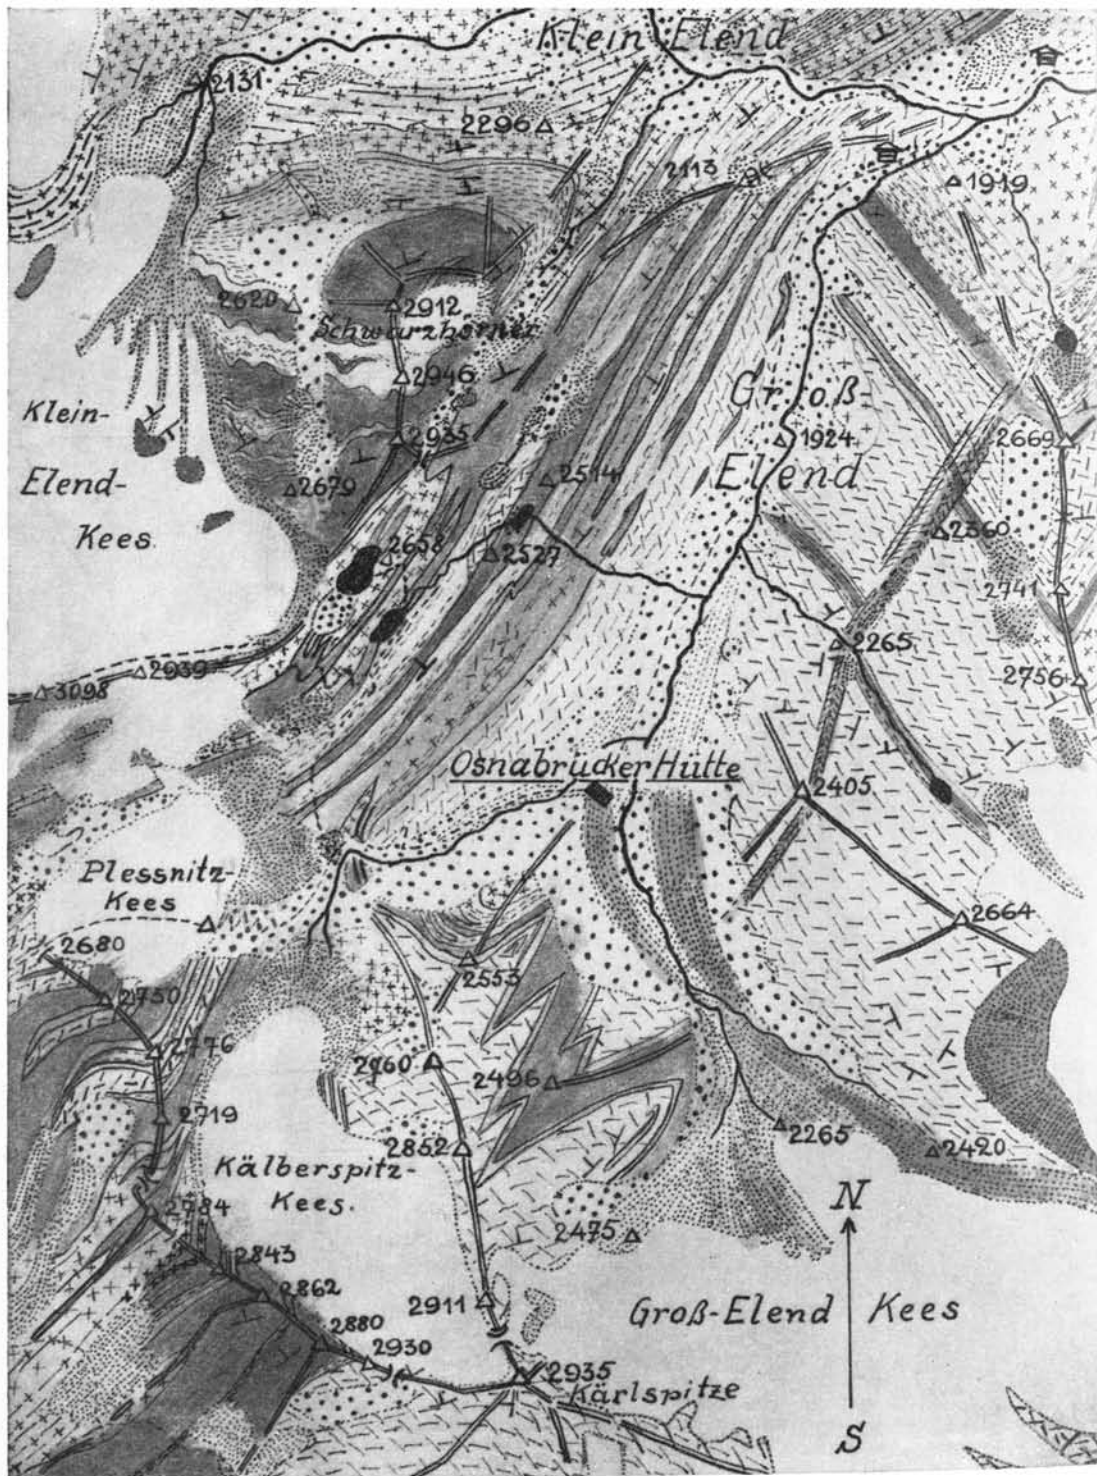 Klein Elend
2131
2296
2113
1919
2620
2912
Schwarzhörner
2946
Klein-
Elend-
Kees.
2935
2679
2514
Groß-
Elend
1924
2669
2360
2658
2527
2741
2265
2939
3098
2756
Osnabrücker Hütte
2405
Plessnitz-
Kees
2664
2680
2750
2553
2776
2960
2496
2719
2852
2265
2420
Kälberspitz-
Kees.
2784
2475
N
2843
2862
2911
Groß-Elend Kees
2880
2930
2935
Kärlspitze
S